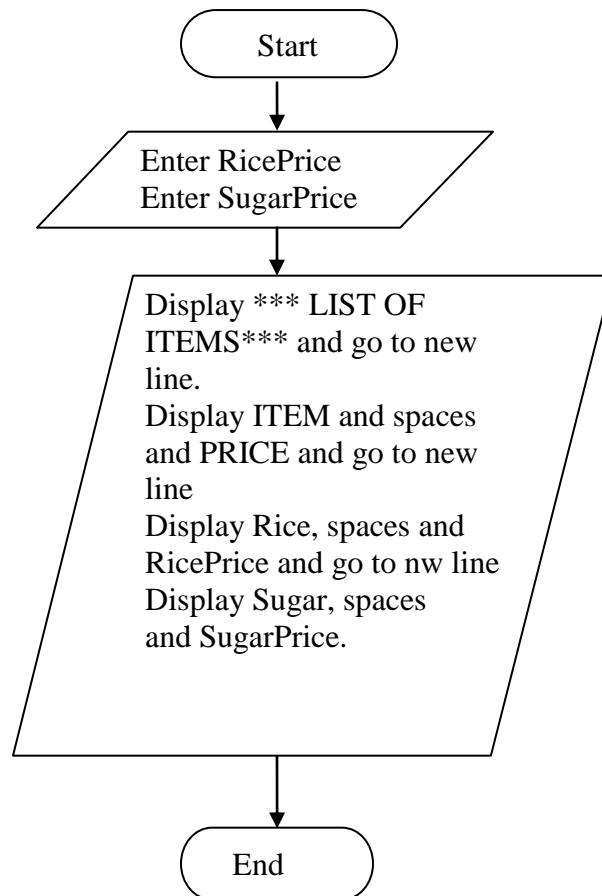 Start
Enter RicePrice
Enter SugarPrice
Display *** LIST OF
ITEMS*** and go to new
line.
Display ITEM and spaces
and PRICE and go to new
line
Display Rice, spaces and
RicePrice and go to nw line
Display Sugar, spaces
and SugarPrice.
End